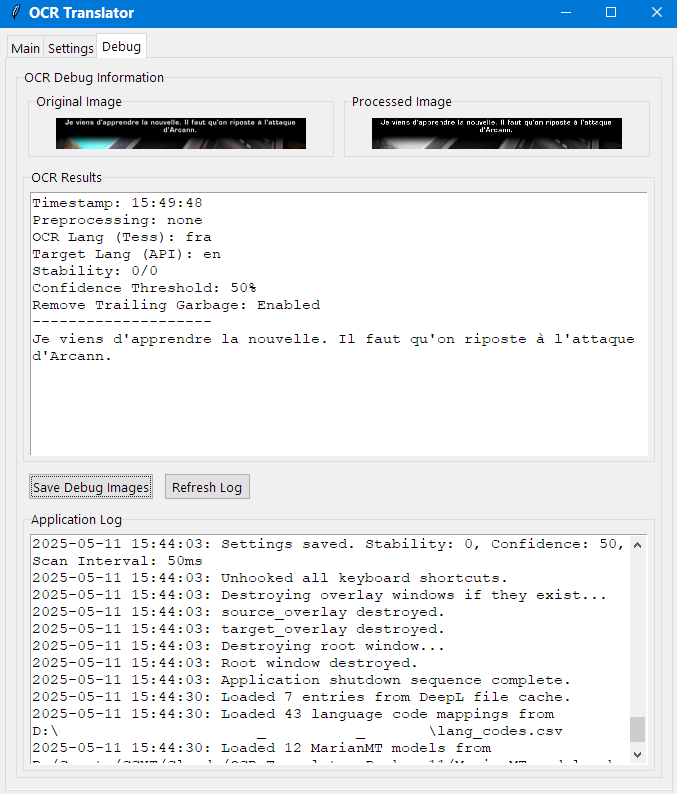 OCR Translator
Main Settings Debug
OCR Debug Information
Original Image
Processed Image
Je viens d'apprendre la nouvelle. Il faut qu'on riposte à l'attaque
d'Arcann.
Je viens d'apprendre la nouvelle. Il faut qu'on riposte à l'attaque
d'Arcann.
OCR Results
Timestamp: 15:49:48
Preprocessing: none
OCR Lang (Tess): fra
Target Lang (API): en
Stability: 0/0
Confidence Threshold: 50%
Remove Trailing Garbage: Enabled
--------------------
Je viens d'apprendre la nouvelle. Il faut qu'on riposte à l'attaque
d'Arcann.
Save Debug Images
Refresh Log
Application Log
2025-05-11 15:44:03: Settings saved. Stability: 0, Confidence: 50,
Scan Interval: 50ms
2025-05-11 15:44:03: Unhooked all keyboard shortcuts.
2025-05-11 15:44:03: Destroying overlay windows if they exist...
2025-05-11 15:44:03: source_overlay destroyed.
2025-05-11 15:44:03: target_overlay destroyed.
2025-05-11 15:44:03: Destroying root window...
2025-05-11 15:44:03: Root window destroyed.
2025-05-11 15:44:03: Application shutdown sequence complete.
2025-05-11 15:44:30: Loaded 7 entries from DeepL file cache.
2025-05-11 15:44:30: Loaded 43 language code mappings from
D:\ _ _ \lang_codes.csv
2025-05-11 15:44:30: Loaded 12 MarianMT models from